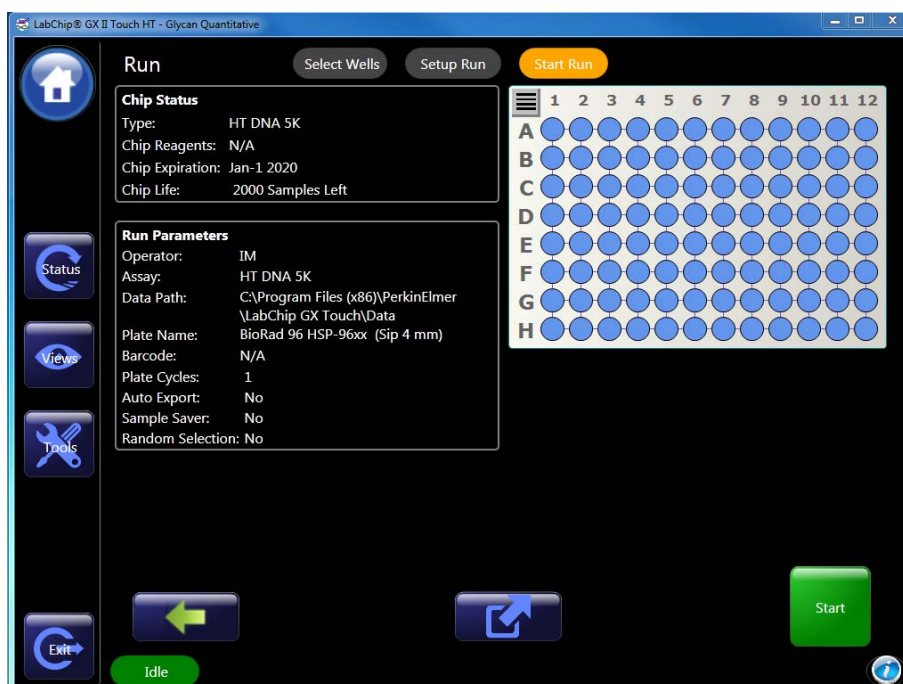 LabChip® GX II Touch HT - Glycan Quantitative
Run
Select Wells
Setup Run
Start Run
Chip Status
Type: HT DNA 5K
Chip Reagents: N/A
Chip Expiration: Jan-1 2020
Chip Life: 2000 Samples Left
1 2 3 4 5 6 7 8 9 10 11 12
A
B
C
D
E
F
G
H
Run Parameters
Operator: IM
Assay: HT DNA 5K
Data Path: C:\Program Files (x86)\PerkinElmer
\LabChip GX Touch\Data
Plate Name: BioRad 96 HSP-96xx (Sip 4 mm)
Barcode: N/A
Plate Cycles: 1
Auto Export: No
Sample Saver: No
Random Selection: No
Status
Views
Tools
Exit
Start
Idle